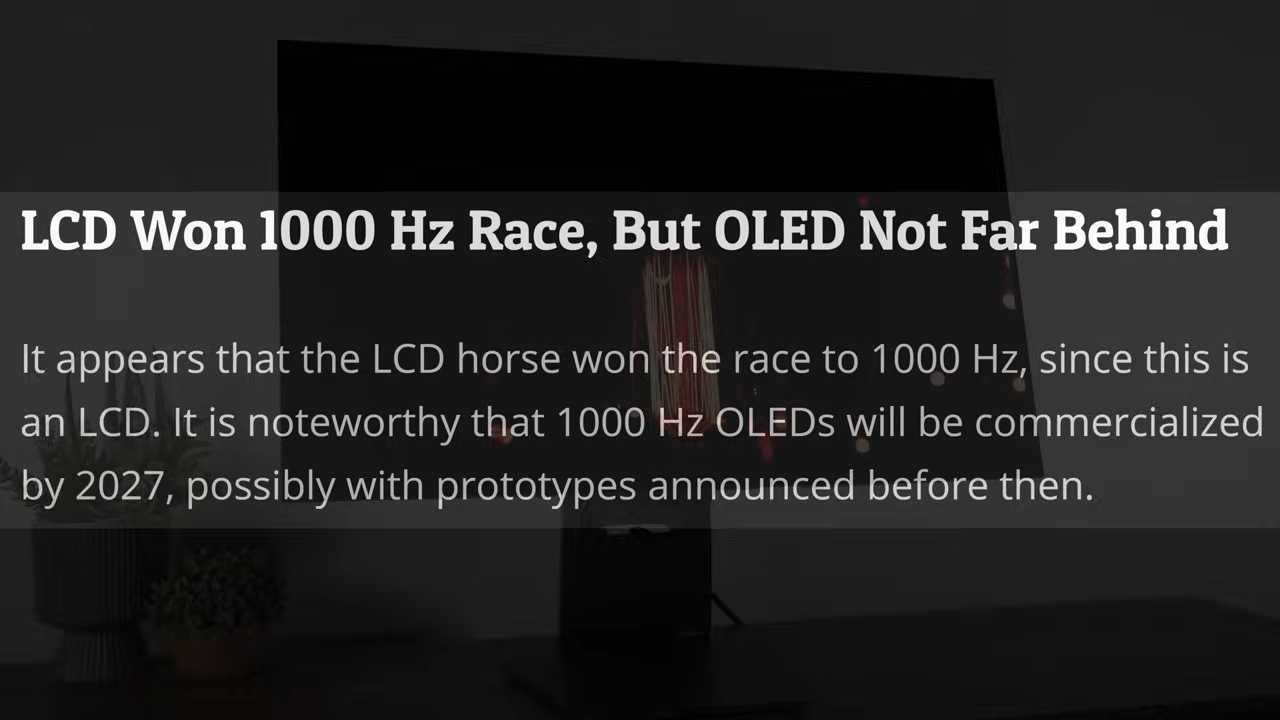 LCD Won 1000 Hz Race, But OLED Not Far Behind
It appears that the LCD horse won the race to 1000 Hz, since this is
an LCD. It is noteworthy that 1000 Hz OLEDs will be commercialized
by 2027, possibly with prototypes announced before then.